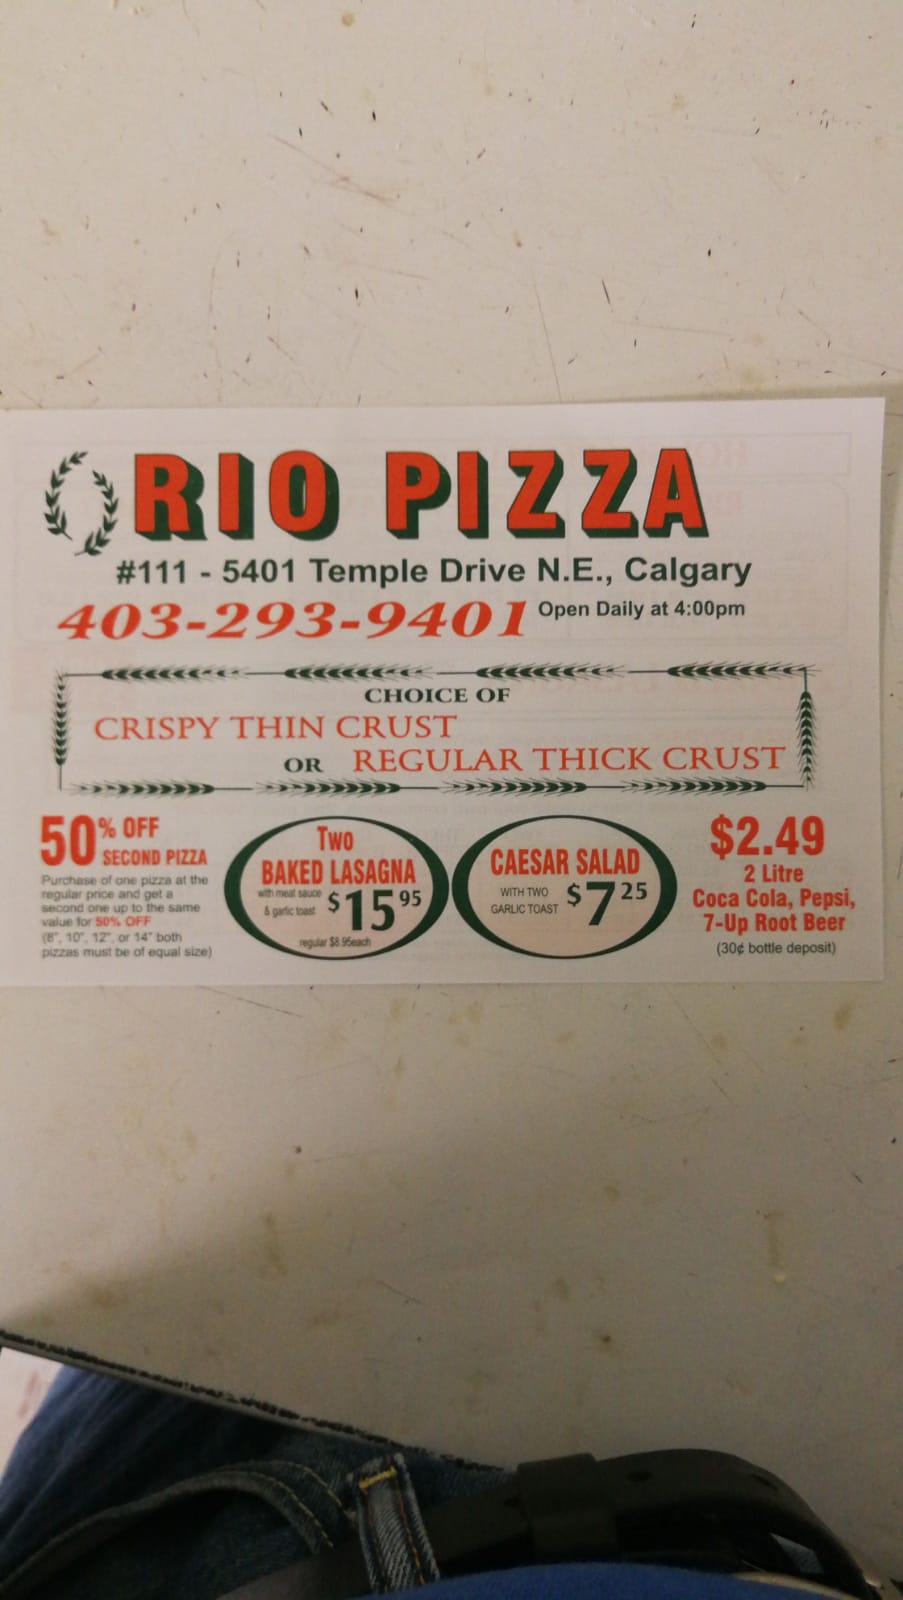 RIO PIZZA
#111 - 5401 Temple Drive N.E., Calgary
403-293-9401 Open Daily at 4:00pm
CHOICE OF
CRISPY THIN CRUST
OR REGULAR THICK CRUST
50% OFF
SECOND PIZZA
Purchase of one pizza at the
regular price and get a
second one up to the same
value for 50% OFF
(8", 10", 12", or 14" both
pizzas must be of equal size)
Two
BAKED LASAGNA
with meat sauce
& garlic toast
$15 95
regular $8.95each
CAESAR SALAD
WITH TWO
GARLIC TOAST
$7 25
$2.49
2 Litre
Coca Cola, Pepsi,
7-Up Root Beer
(30¢ bottle deposit)